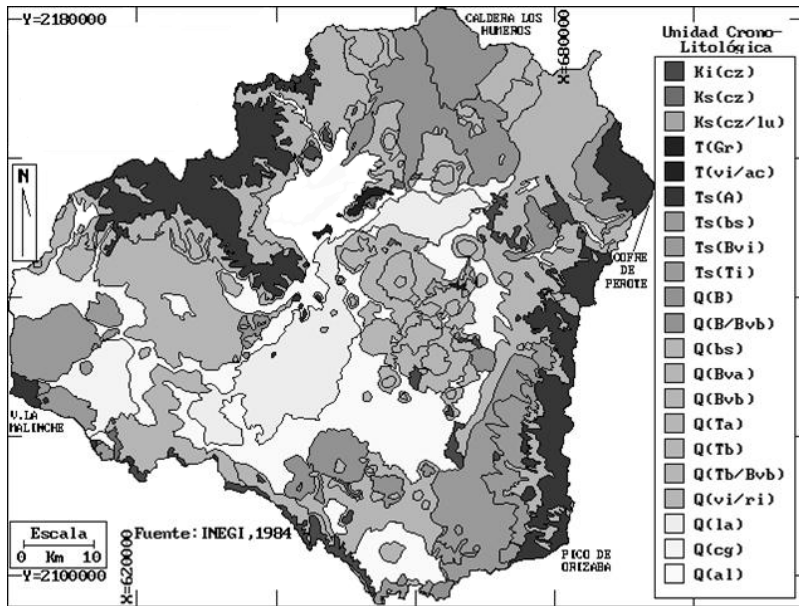 Y=2180000
CALDERA LOS
HUMEROS
X=680000
N
COFRE
DE
PEROTE
V.LA
MALINCHE
Escala
0 Km 10
Fuente:INEGI,1984
PICO DE
ORIZABA
Y=2100000
X=620000
Unidad Crono-
Litológica
Ki(cz)
Ks(cz)
Ks(cz/lu)
T(Gr)
T(vi/ac)
Ts(A)
Ts(bs)
Ts(Bvi)
Ts(Ti)
Q(B)
Q(B/Bvb)
Q(bs)
Q(Bva)
Q(Bvb)
Q(Ta)
Q(Tb)
Q(Tb/Bvb)
Q(vi/ri)
Q(la)
Q(cg)
Q(al)